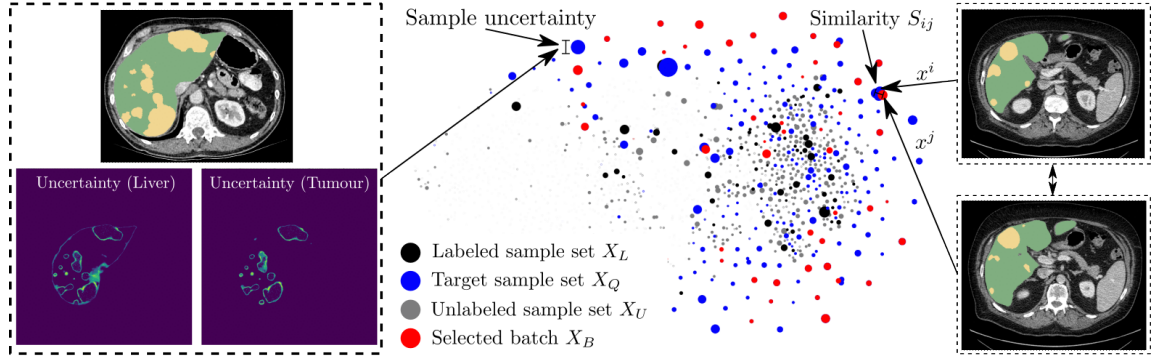 Sample uncertainty
Similarity S_{ij}
x^i
x^j
Uncertainty (Liver)
Uncertainty (Tumour)
Labeled sample set X_L
Target sample set X_Q
Unlabeled sample set X_U
Selected batch X_B